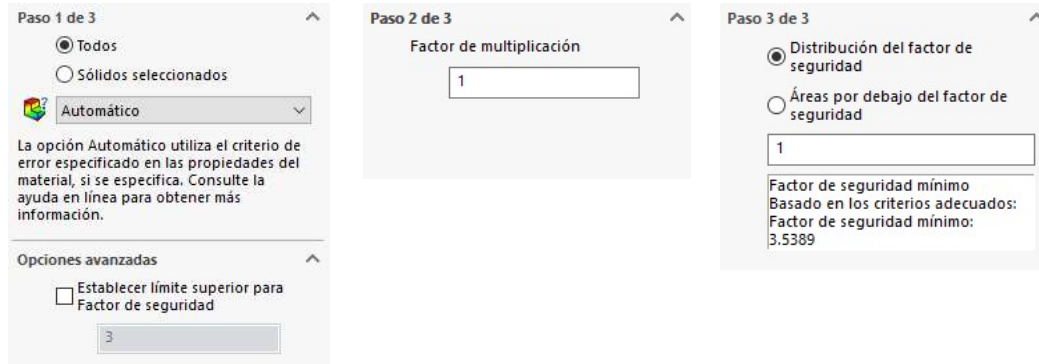 Paso 1 de 3
Todos
Sólidos seleccionados
Automático
La opción Automático utiliza el criterio de
error especificado en las propiedades del
material, si se especifica. Consulte la
ayuda en línea para obtener más
información.
Opciones avanzadas
Establecer límite superior para
Factor de seguridad
3
Paso 2 de 3
Factor de multiplicación
1
Paso 3 de 3
Distribución del factor de
seguridad
Áreas por debajo del factor de
seguridad
1
Factor de seguridad mínimo
Basado en los criterios adecuados:
Factor de seguridad mínimo:
3.5389